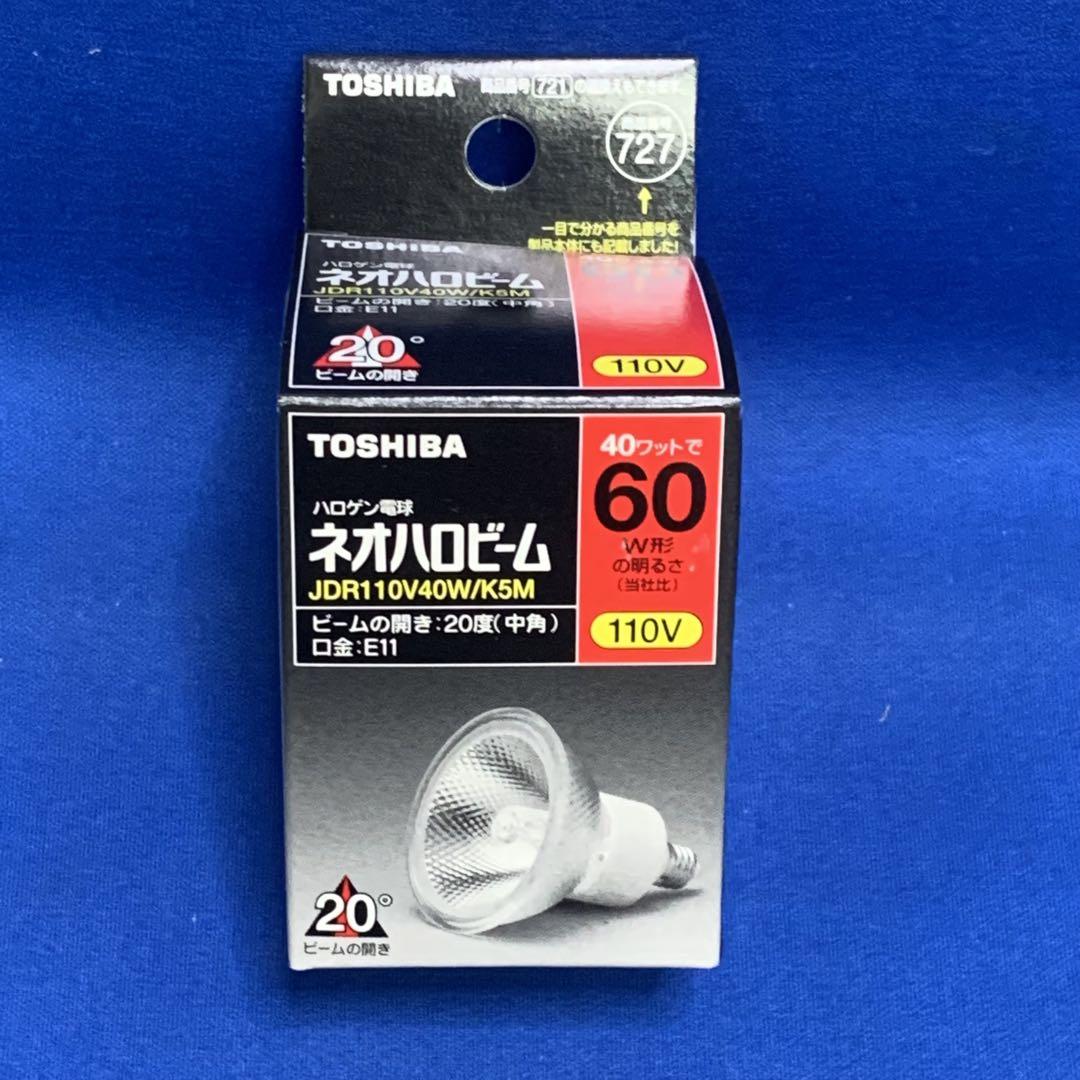 TOSHIBA
商品番号 721 の
727
一目で分かる商品番号を
製品本体にも記載しました!
TOSHIBA
ハロゲン電球
ネオハロビーム
JDR110V40W/K5M
ビームの開き:20度(中角)
口金:E11
20°
ビームの開き
110V
TOSHIBA
ハロゲン電球
ネオハロビーム
JDR110V40W/K5M
ビームの開き:20度(中角)
口金:E11
40ワットで
60
W形
の明るさ
(当社比)
110V
20°
ビームの開き